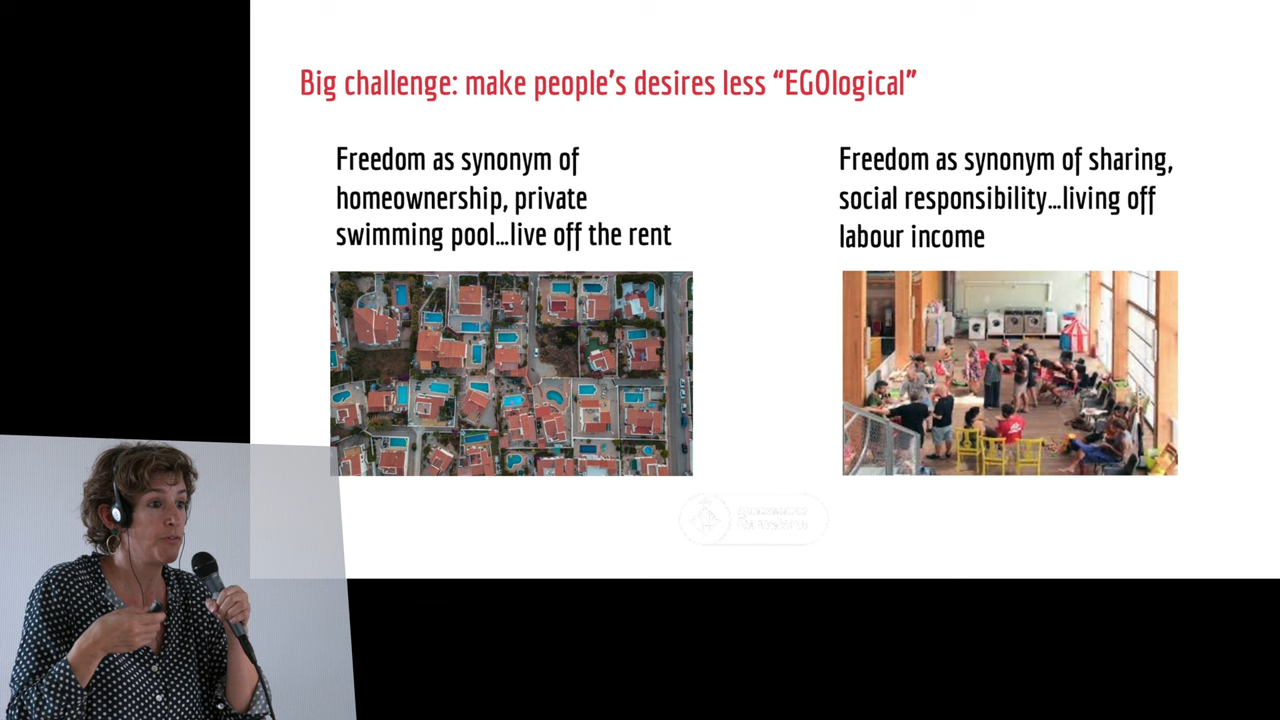 Big challenge: make people’s desires less “EGOlogical”
Freedom as synonym of
homeownership, private
swimming pool...live off the rent
Freedom as synonym of sharing,
social responsibility...living off
labour income